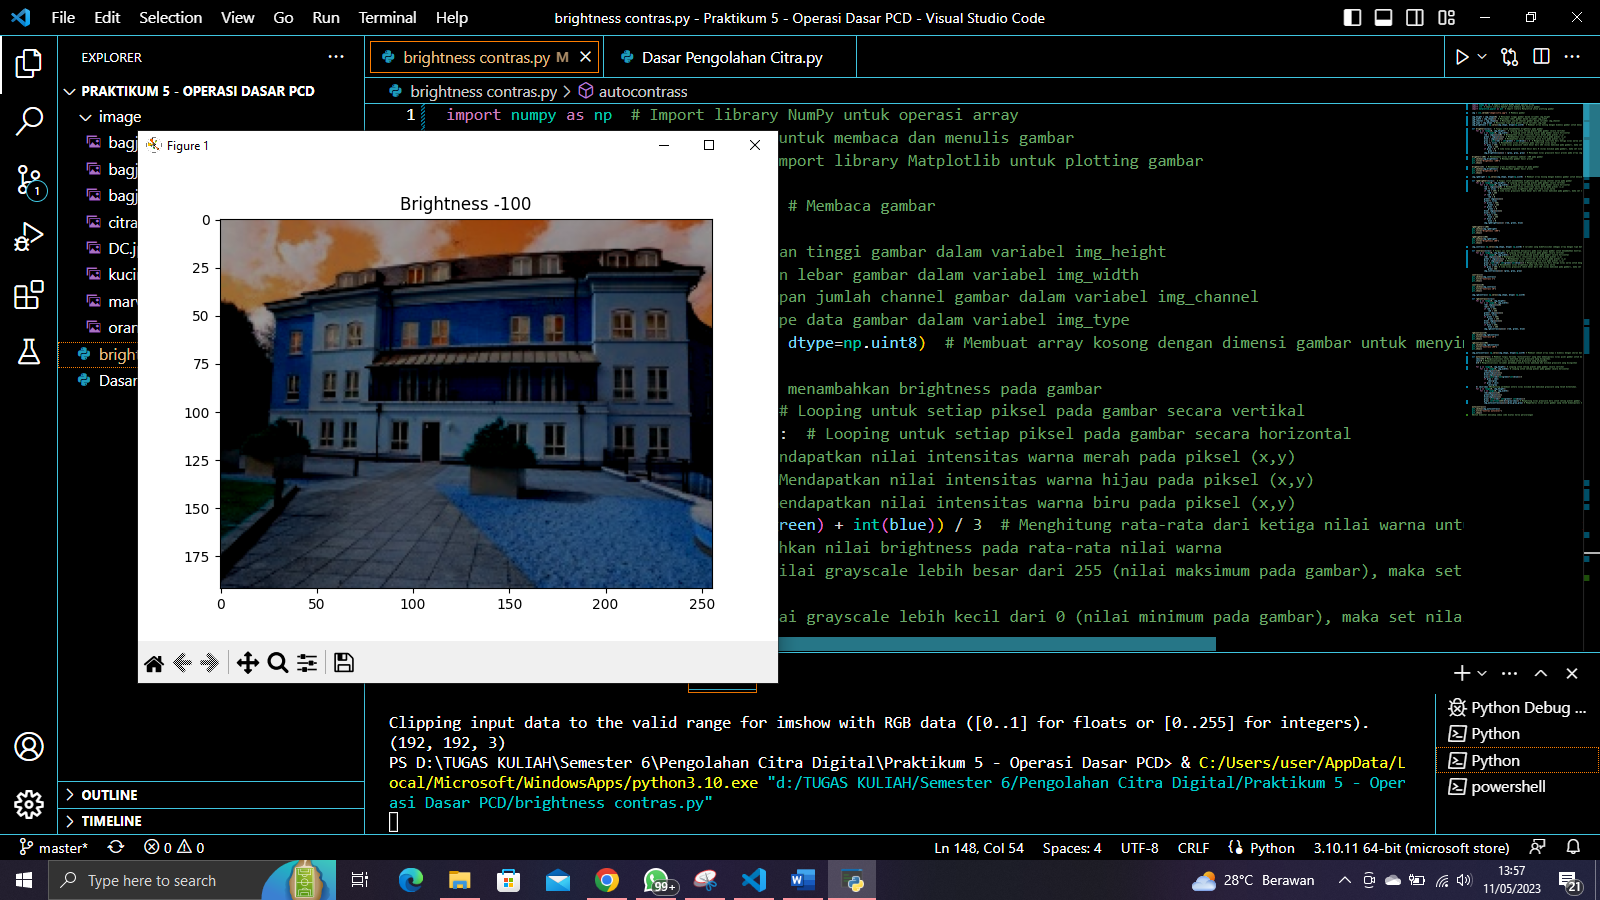 File Edit Selection View Go Run Terminal Help
brightness contras.py - Praktikum 5 - Operasi Dasar PCD - Visual Studio Code
EXPLORER
PRAKTIKUM 5 - OPERASI DASAR PCD
image
bagj
bagj
bagj
citra
DC.j
kuci
marv
oran
bright
Dasar
OUTLINE
TIMELINE
1
brightness contras.py M
Dasar Pengolahan Citra.py
brightness contras.py > autocontrass
1 import numpy as np # Import library NumPy untuk operasi array
untuk membaca dan menulis gambar
mport library Matplotlib untuk plotting gambar
# Membaca gambar
an tinggi gambar dalam variabel img_height
n lebar gambar dalam variabel img_width
pan jumlah channel gambar dalam variabel img_channel
pe data gambar dalam variabel img_type
dtype=np.uint8) # Membuat array kosong dengan dimensi gambar untuk menyi
menambahkan brightness pada gambar
# Looping untuk setiap piksel pada gambar secara vertikal
: # Looping untuk setiap piksel pada gambar secara horizontal
ndapatkan nilai intensitas warna merah pada piksel (x,y)
Mendapatkan nilai intensitas warna hijau pada piksel (x,y)
endapatkan nilai intensitas warna biru pada piksel (x,y)
reen) + int(blue)) / 3 # Menghitung rata-rata dari ketiga nilai warna unt
hkan nilai brightness pada rata-rata nilai warna
ilai grayscale lebih besar dari 255 (nilai maksimum pada gambar), maka set
ai grayscale lebih kecil dari 0 (nilai minimum pada gambar), maka set nila
Figure 1
Brightness -100
0
25
50
75
100
125
150
175
0 50 100 150 200 250
Clipping input data to the valid range for imshow with RGB data ([0..1] for floats or [0..255] for integers).
(192, 192, 3)
PS D:\TUGAS KULIAH\Semester 6\Pengolahan Citra Digital\Praktikum 5 - Operasi Dasar PCD> & C:/Users/user/AppData/L
ocal/Microsoft/WindowsApps/python3.10.exe "d:/TUGAS KULIAH/Semester 6/Pengolahan Citra Digital/Praktikum 5 - Oper
asi Dasar PCD/brightness contras.py"
Python Debug ...
Python
Python
powershell
master* 0 0
Ln 148, Col 54 Spaces: 4 UTF-8 CRLF Python 3.10.11 64-bit (microsoft store)
Type here to search
99+
28°C Berawan
13:57
11/05/2023
21